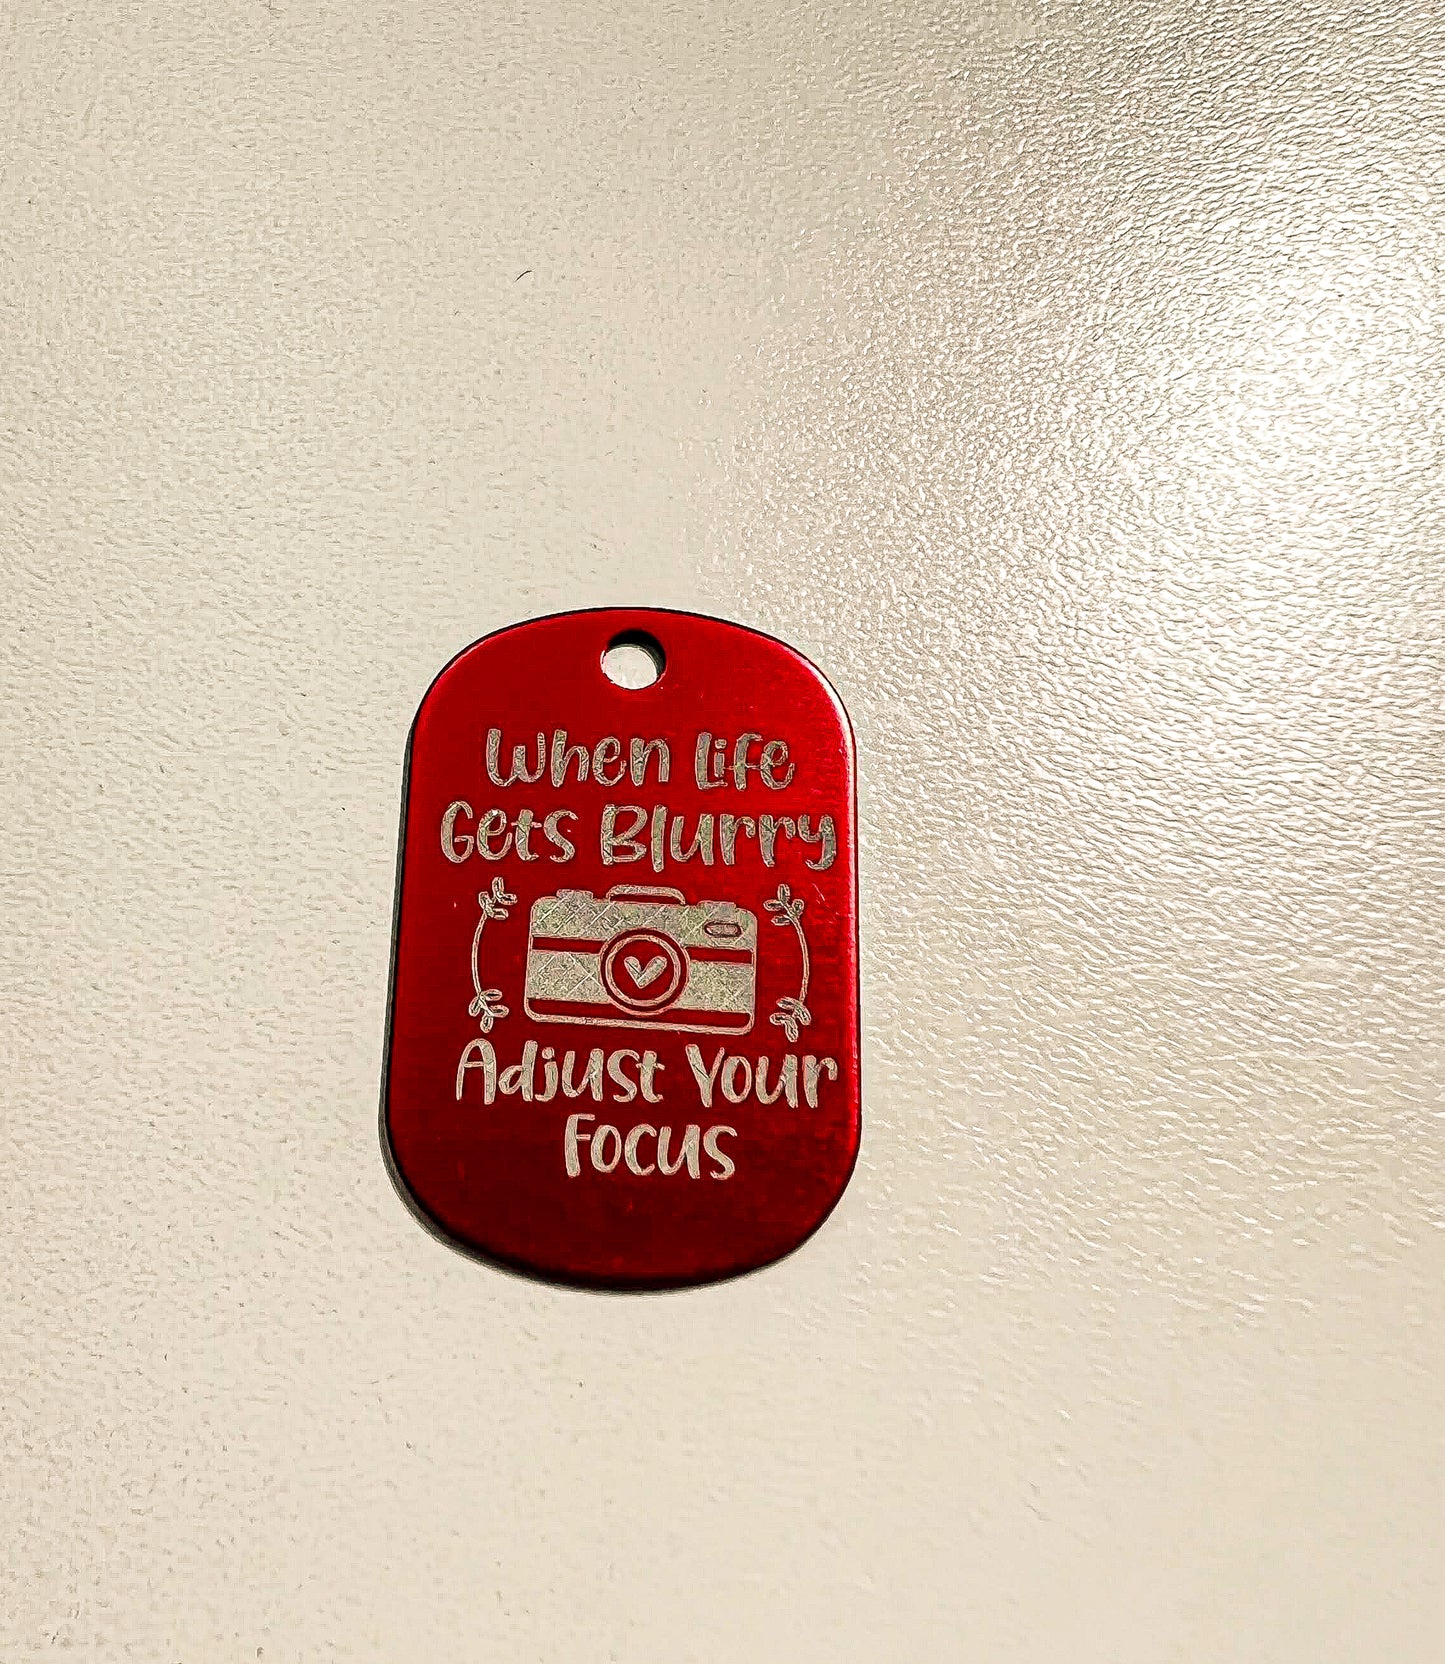 When Life
Gets Blurry
Adjust Your
Focus